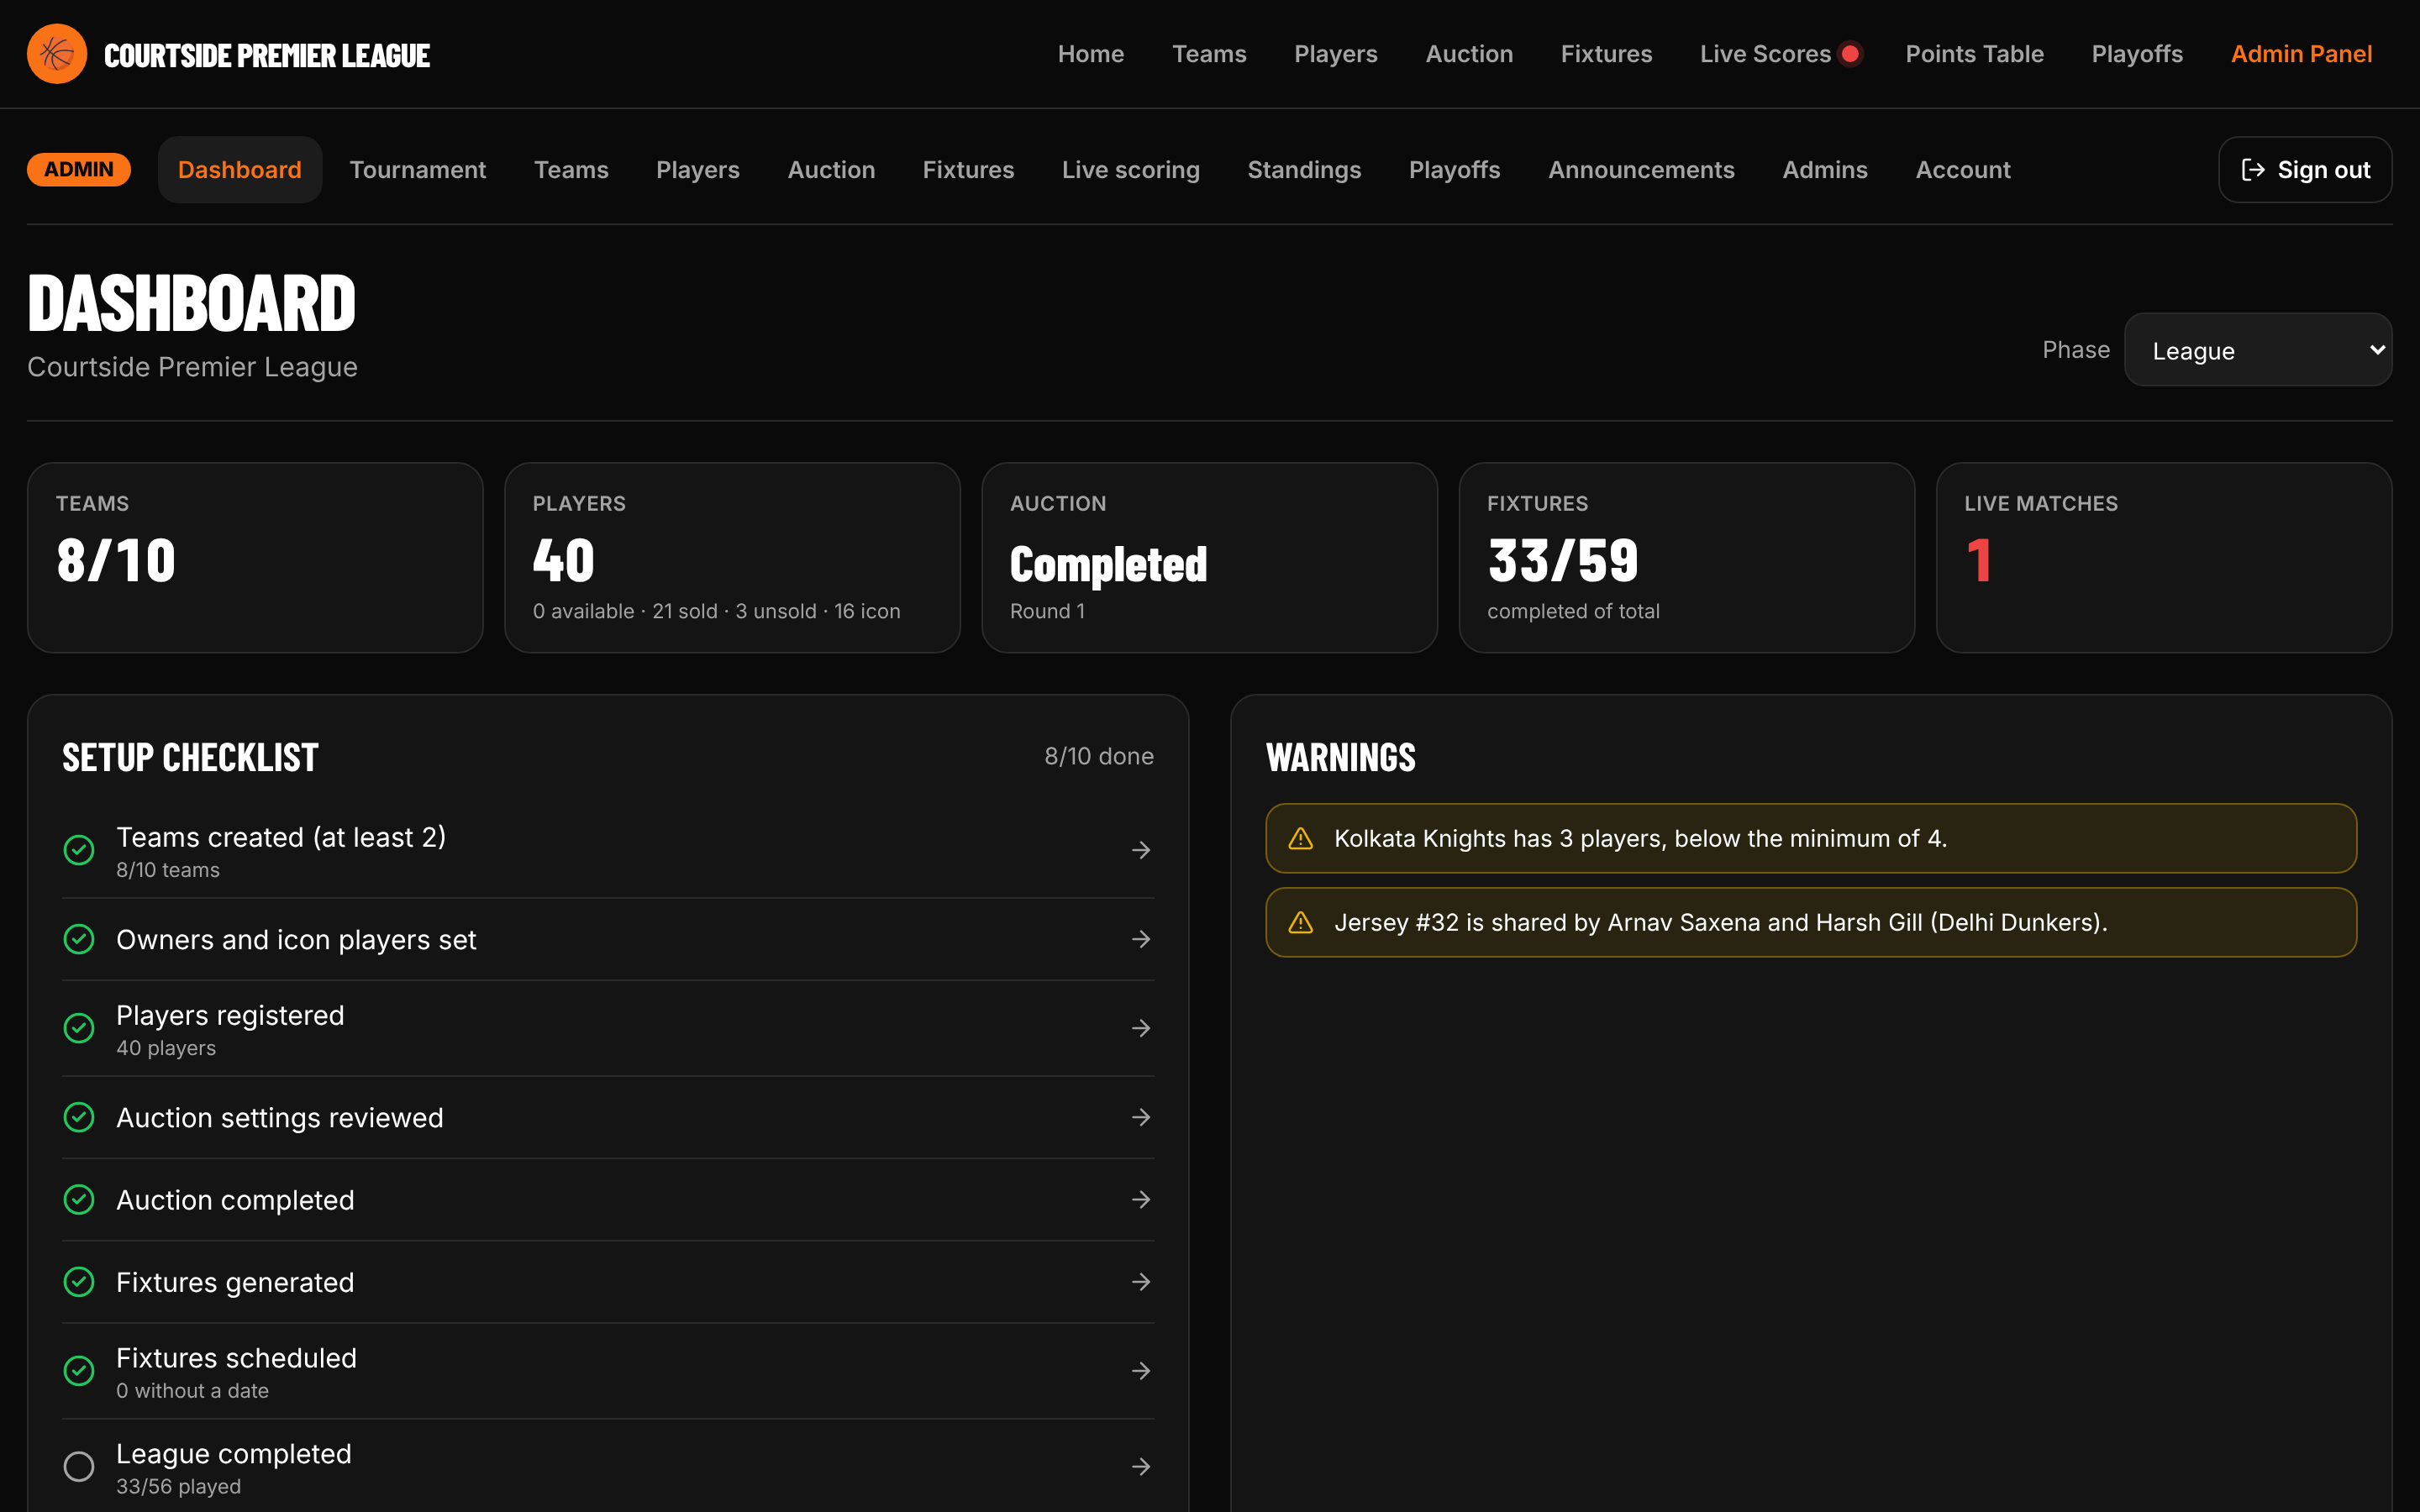 COURTSIDE PREMIER LEAGUE
Home Teams Players Auction Fixtures Live Scores Points Table Playoffs Admin Panel
ADMIN Dashboard Tournament Teams Players Auction Fixtures Live scoring Standings Playoffs Announcements Admins Account Sign out
DASHBOARD
Courtside Premier League
Phase League
TEAMS
8/10
PLAYERS
40
0 available · 21 sold · 3 unsold · 16 icon
AUCTION
Completed
Round 1
FIXTURES
33/59
completed of total
LIVE MATCHES
1
SETUP CHECKLIST 8/10 done
Teams created (at least 2)
8/10 teams
Owners and icon players set
Players registered
40 players
Auction settings reviewed
Auction completed
Fixtures generated
Fixtures scheduled
0 without a date
League completed
33/56 played
WARNINGS
Kolkata Knights has 3 players, below the minimum of 4.
Jersey #32 is shared by Arnav Saxena and Harsh Gill (Delhi Dunkers).